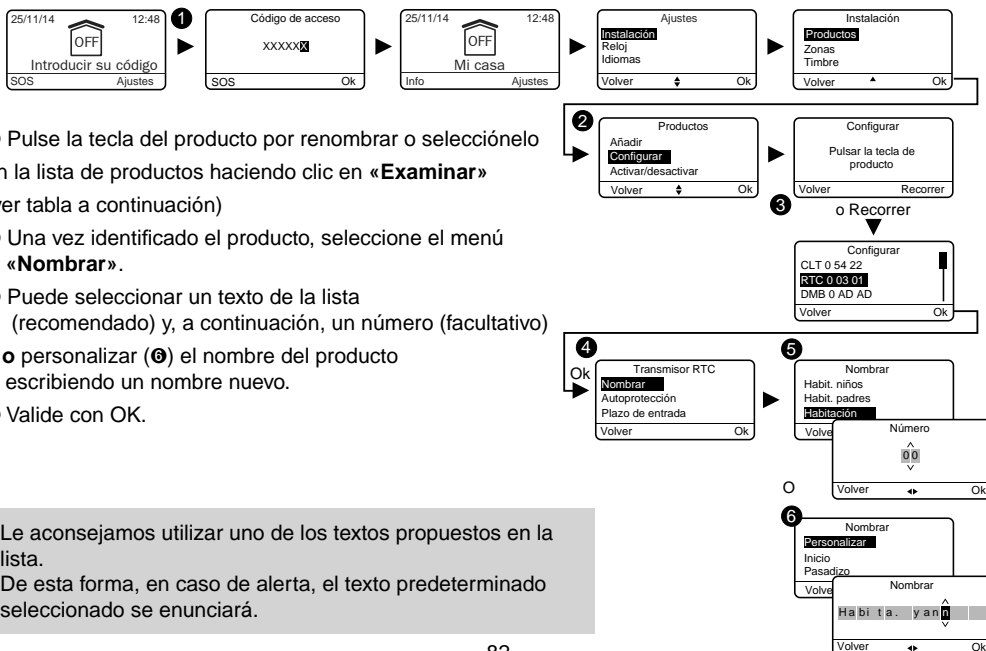 25/11/14 12:48
OFF
Introducir su código
SOS Ajustes
1
Código de acceso
XXXXXX
SOS Ok
25/11/14 12:48
OFF
Mi casa
Info Ajustes
Ajustes
Instalación
Reloj
Idiomas
Volver Ok
Instalación
Productos
Zonas
Timbre
Volver Ok
Pulse la tecla del producto por renombrar o selecciónelo
la lista de productos haciendo clic en «Examinar»
tabla a continuación)
Una vez identificado el producto, seleccione el menú
«Nombrar».
Puede seleccionar un texto de la lista
(recomendado) y, a continuación, un número (facultativo)
o personalizar (6) el nombre del producto
escribiendo un nombre nuevo.
Valide con OK.
2
Productos
Añadir
Configurar
Activar/desactivar
Volver Ok
Configurar
Pulsar la tecla de
producto
Volver Recorrer
3
o Recorrer
Configurar
CLT 0 54 22
RTC 0 03 01
DMB 0 AD AD
Volver Ok
4
Ok
Transmisor RTC
Nombrar
Autoprotección
Plazo de entrada
Volver Ok
5
Nombrar
Habit. niños
Habit. padres
Habitación
Volve
Número
00
Volver Ok
O
6
Nombrar
Personalizar
Inicio
Pasadizo
Volve
Nombrar
Habita. yann
Volver Ok
Le aconsejamos utilizar uno de los textos propuestos en la
lista.
De esta forma, en caso de alerta, el texto predeterminado
seleccionado se enunciará.